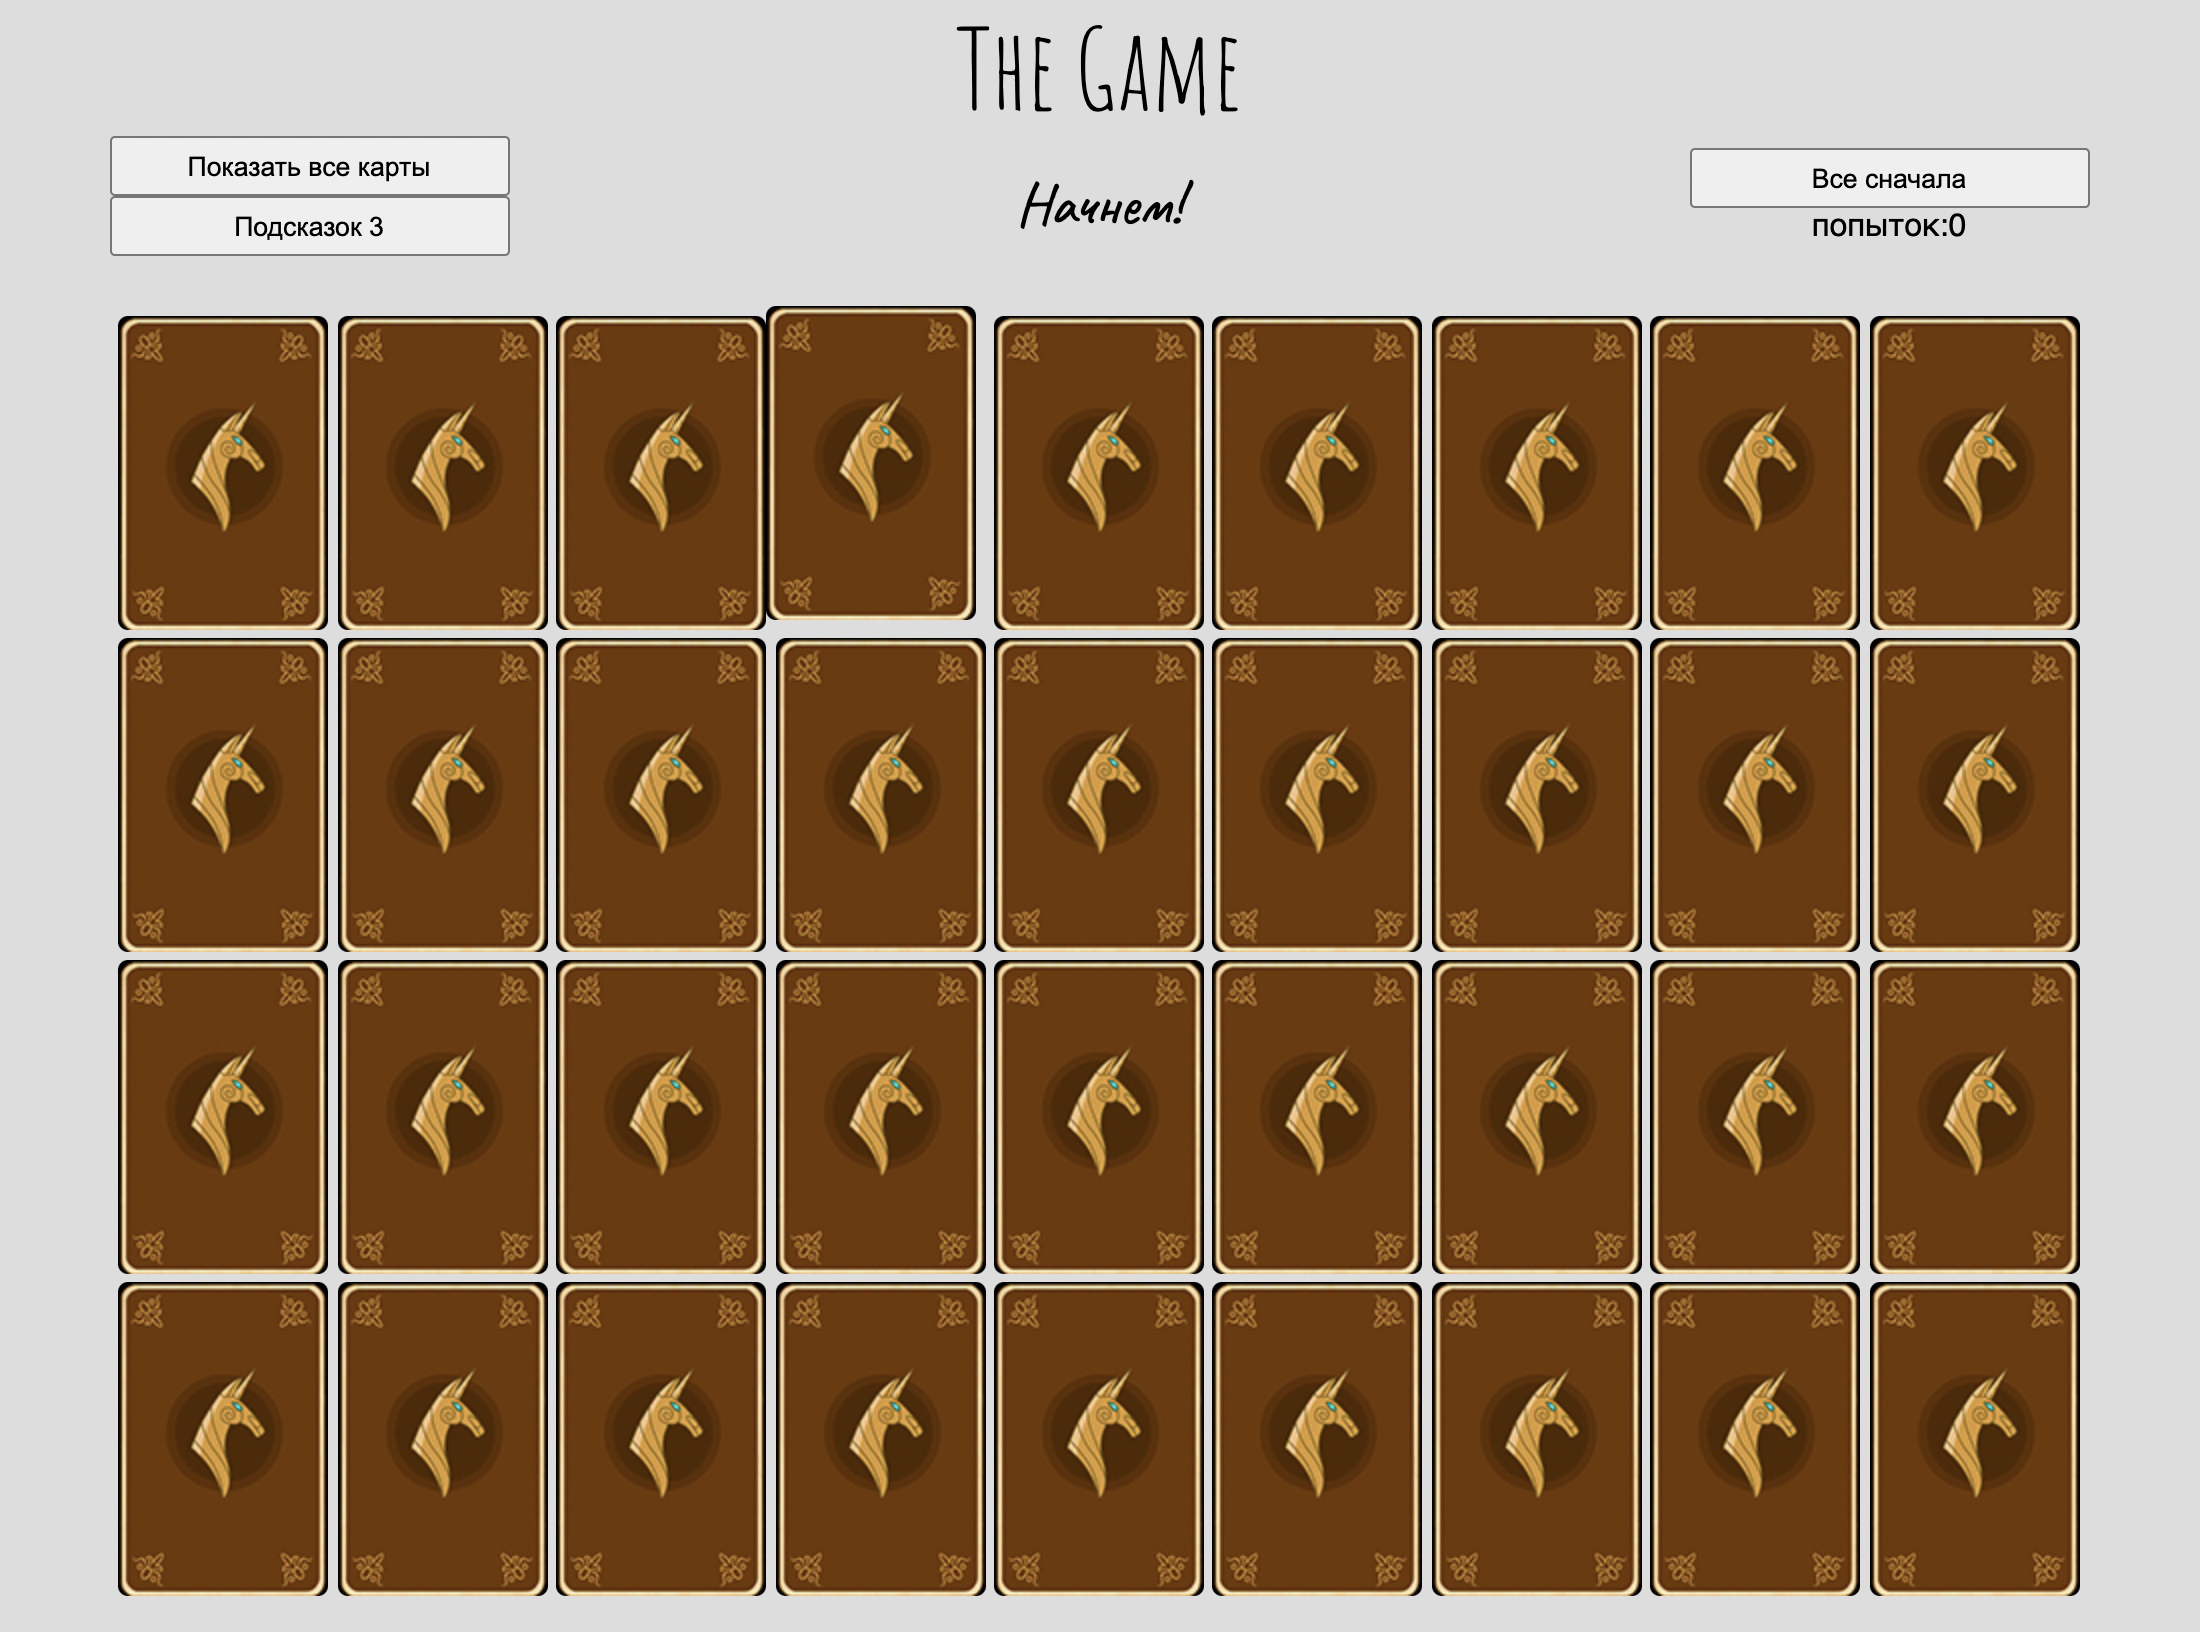 The Game
Показать все карты
Подсказок 3
Начнем!
Все сначала
попыток:0